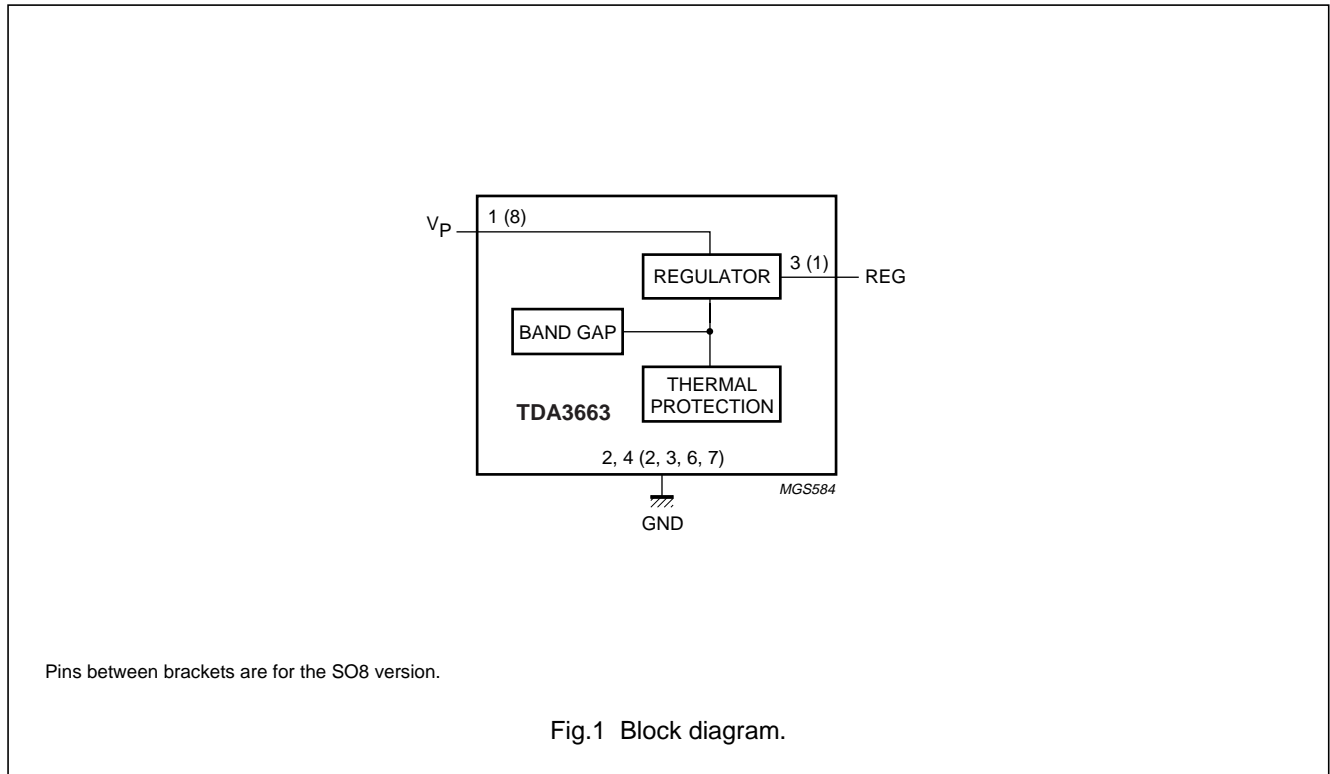 V_P
1 (8)
REGULATOR
3 (1)
REG
BAND GAP
THERMAL
PROTECTION
TDA3663
2, 4 (2, 3, 6, 7)
MGS584
GND
Pins between brackets are for the SO8 version.
Fig.1 Block diagram.